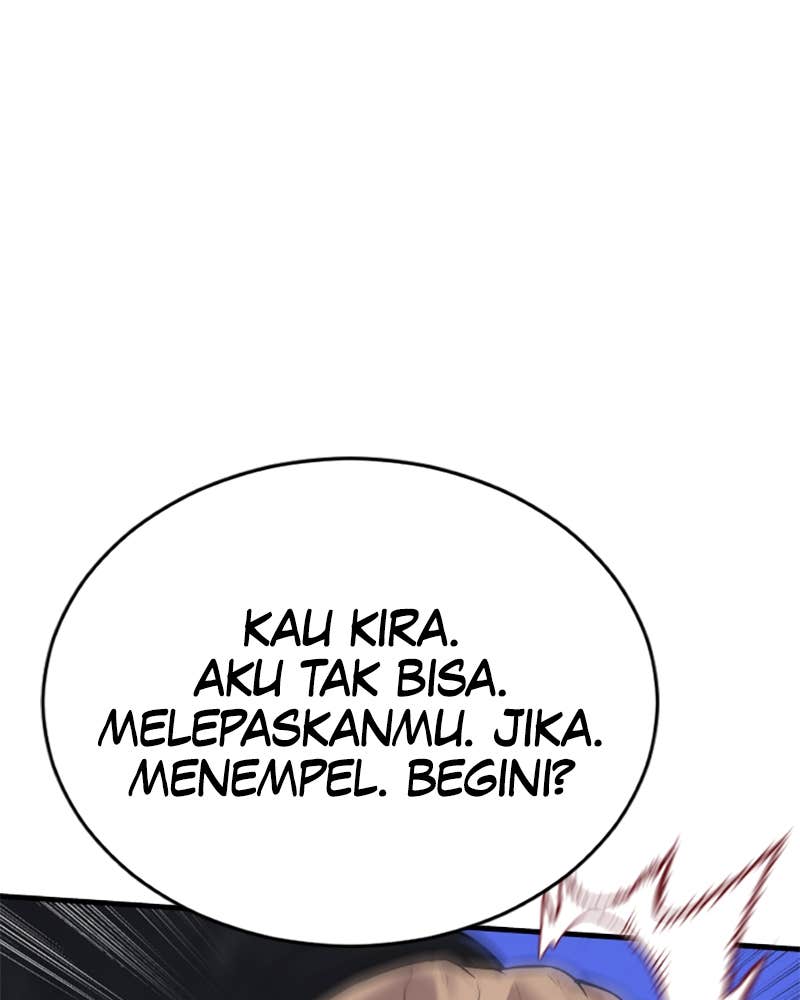 KAU KIRA.
AKU TAK BISA.
MELEPASKANMU. JIKA.
MENEMPEL. BEGINI?